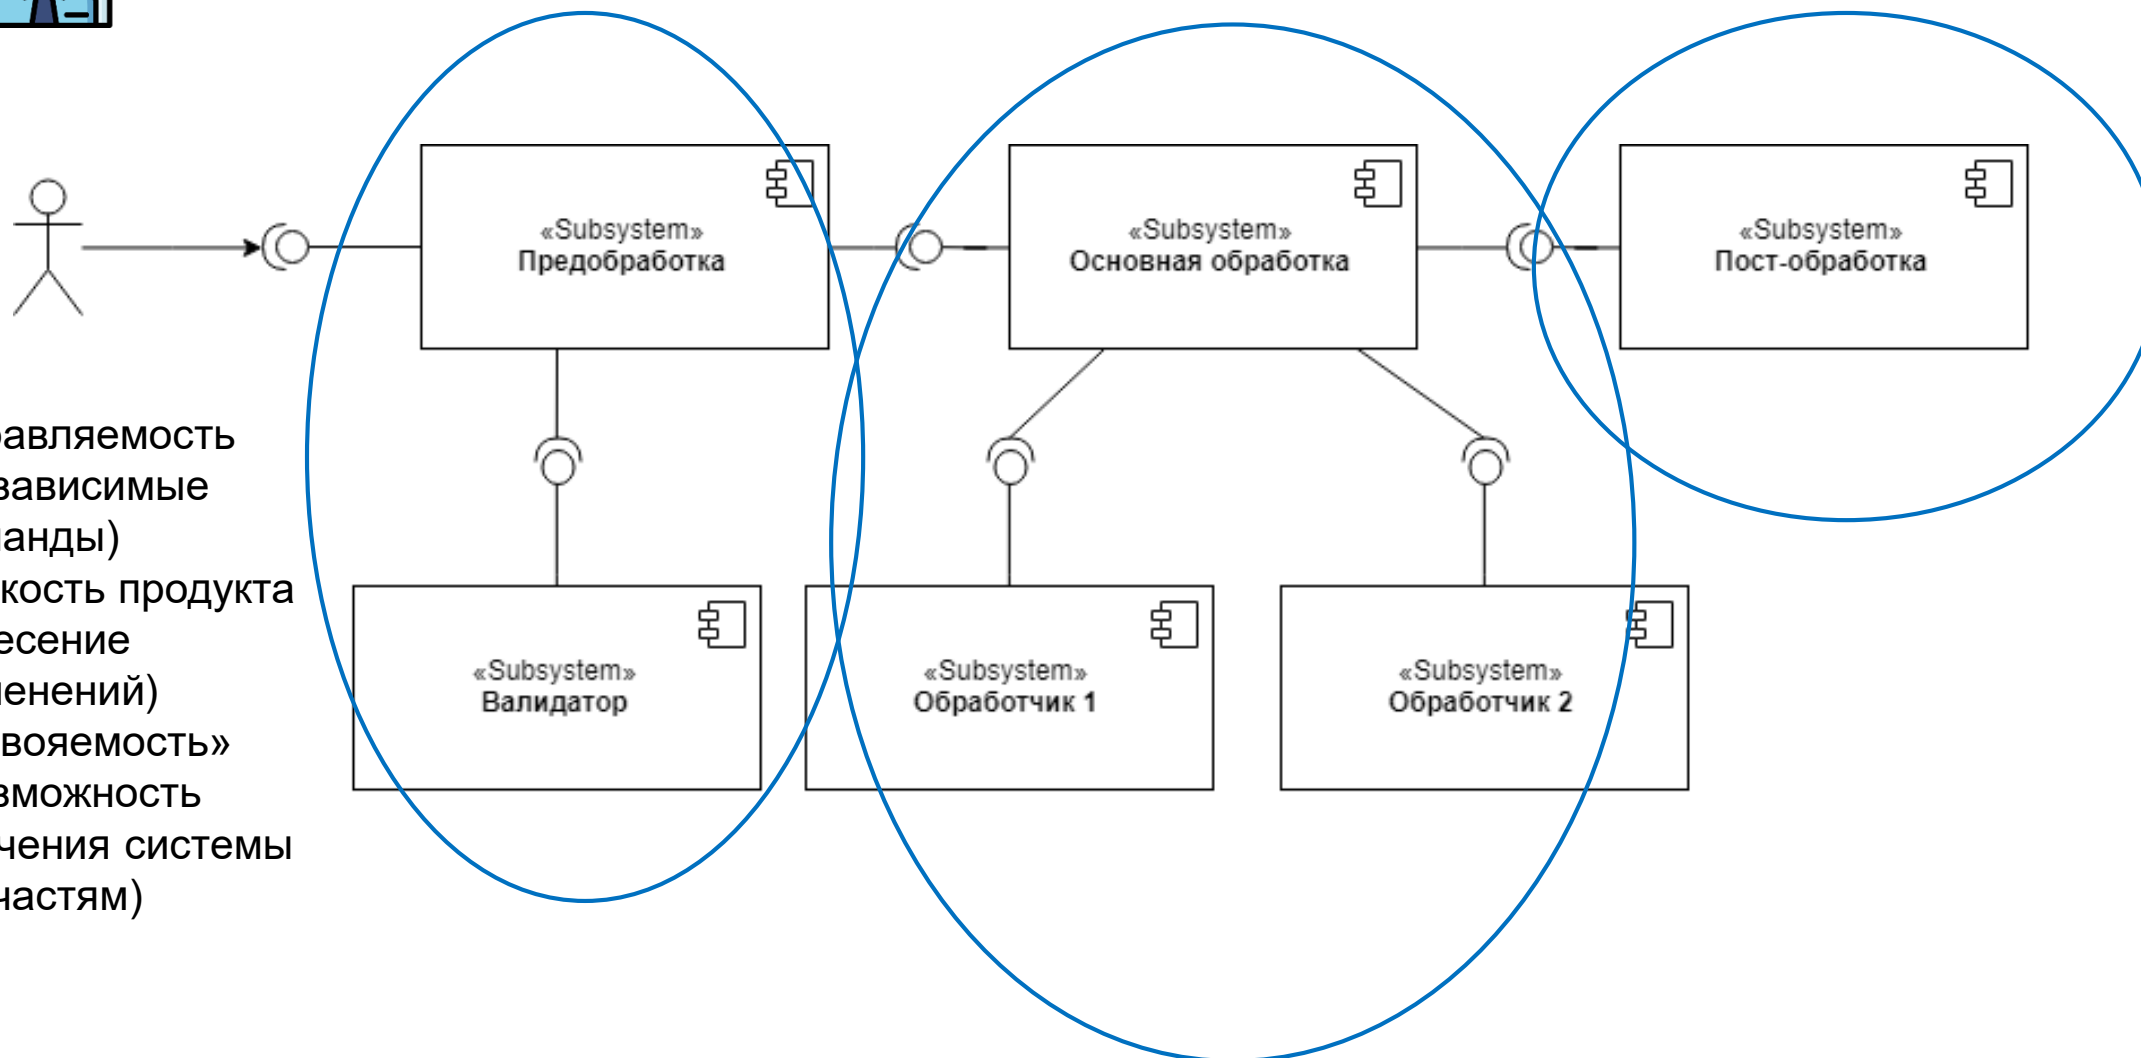 «Subsystem»
Предобработка
«Subsystem»
Основная обработка
«Subsystem»
Пост-обработка
«Subsystem»
Валидатор
«Subsystem»
Обработчик 1
«Subsystem»
Обработчик 2
авляемость
зависимые
анды)
кость продукта
есение
енений)
вояемость»
зможность
чения системы
частям)